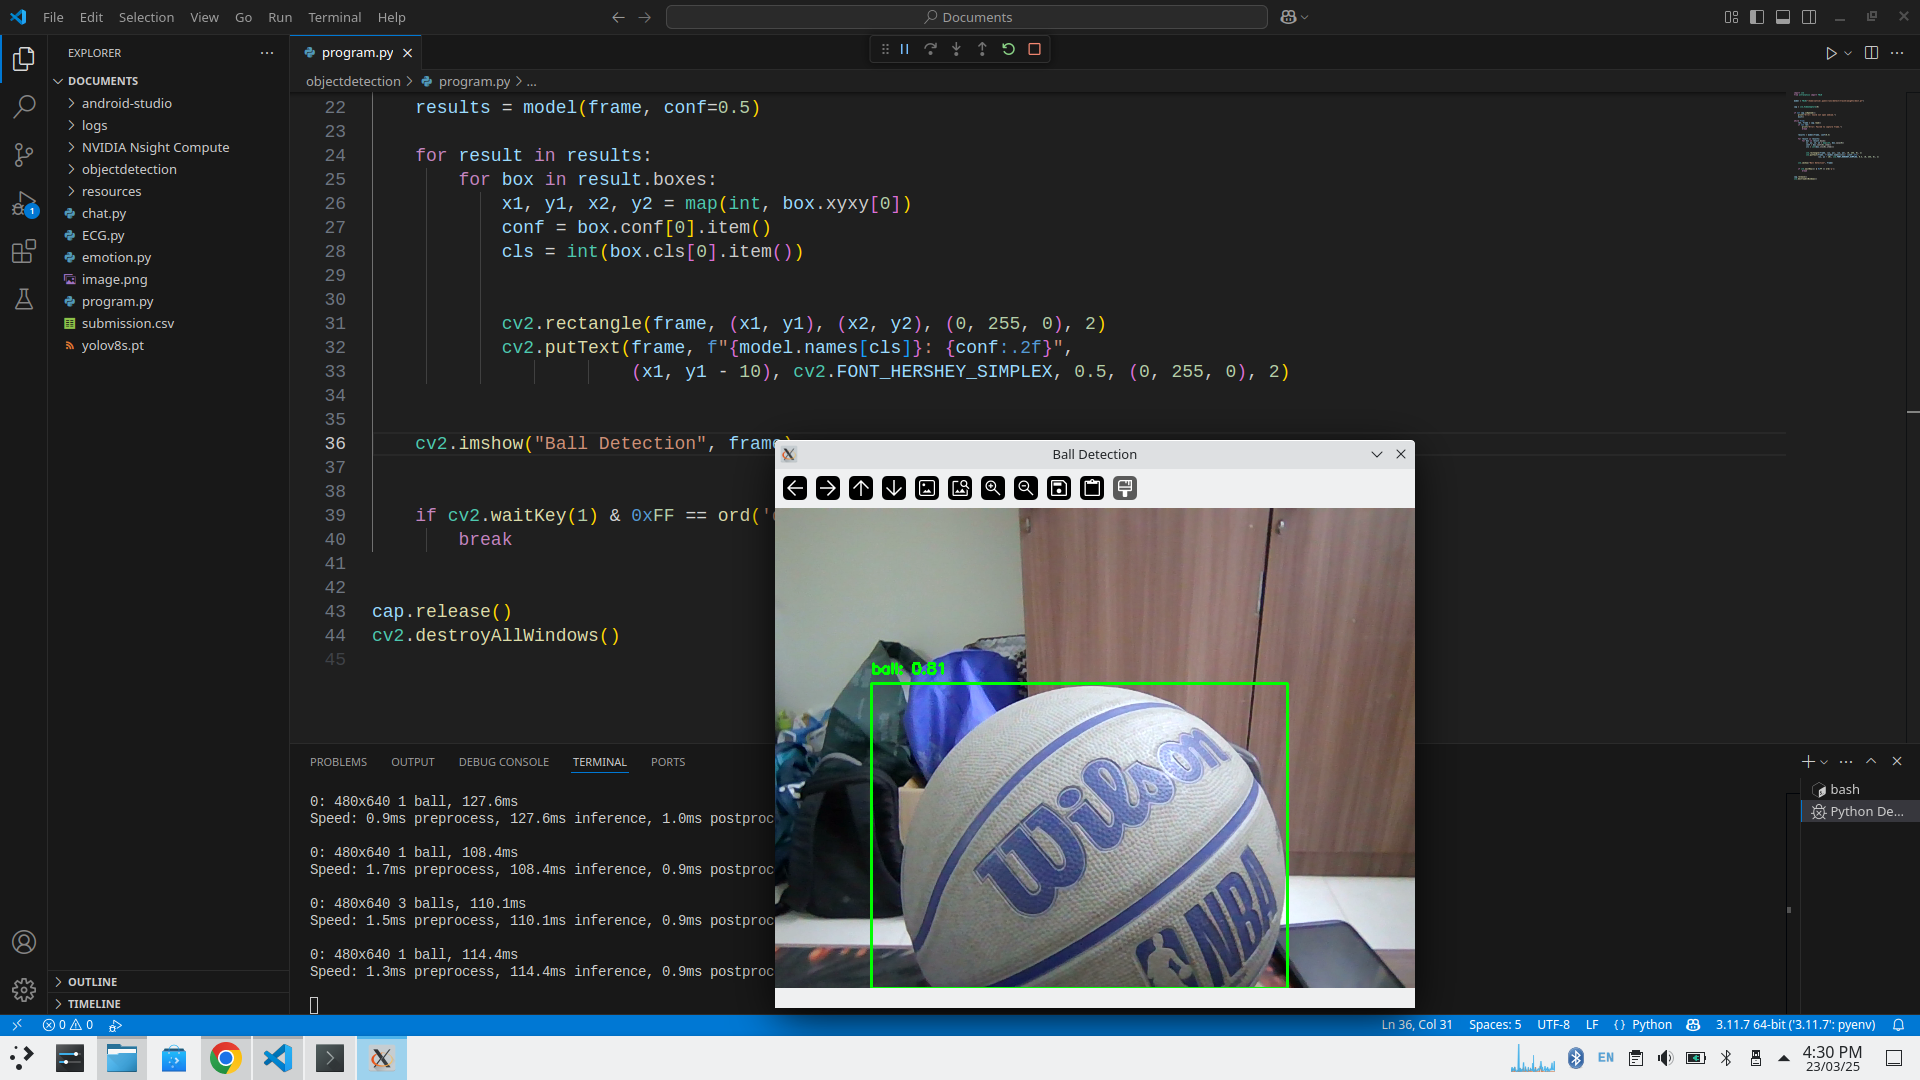 File Edit Selection View Go Run Terminal Help
Documents
EXPLORER
DOCUMENTS
android-studio
logs
NVIDIA Nsight Compute
objectdetection
resources
chat.py
ECG.py
emotion.py
image.png
program.py
submission.csv
yolov8s.pt
OUTLINE
TIMELINE
program.py
objectdetection > program.py > ...
22 results = model(frame, conf=0.5)
23
24 for result in results:
25 for box in result.boxes:
26 x1, y1, x2, y2 = map(int, box.xyxy[0])
27 conf = box.conf[0].item()
28 cls = int(box.cls[0].item())
29
30
31 cv2.rectangle(frame, (x1, y1), (x2, y2), (0, 255, 0), 2)
32 cv2.putText(frame, f"{model.names[cls]}: {conf:.2f}",
33 (x1, y1 - 10), cv2.FONT_HERSHEY_SIMPLEX, 0.5, (0, 255, 0), 2)
34
35
36 cv2.imshow("Ball Detection", frame)
37
38
39 if cv2.waitKey(1) & 0xFF == ord('
40 break
41
42
43 cap.release()
44 cv2.destroyAllWindows()
45
Ball Detection
ball: 0.81
Wilson
NBA
PROBLEMS OUTPUT DEBUG CONSOLE TERMINAL PORTS
0: 480x640 1 ball, 127.6ms
Speed: 0.9ms preprocess, 127.6ms inference, 1.0ms postproc
0: 480x640 1 ball, 108.4ms
Speed: 1.7ms preprocess, 108.4ms inference, 0.9ms postproc
0: 480x640 3 balls, 110.1ms
Speed: 1.5ms preprocess, 110.1ms inference, 0.9ms postproc
0: 480x640 1 ball, 114.4ms
Speed: 1.3ms preprocess, 114.4ms inference, 0.9ms postproc
bash
Python De...
1
0 0
Ln 36, Col 31 Spaces: 5 UTF-8 LF {} Python 3.11.7 64-bit ('3.11.7': pyenv)
EN
4:30 PM
23/03/25